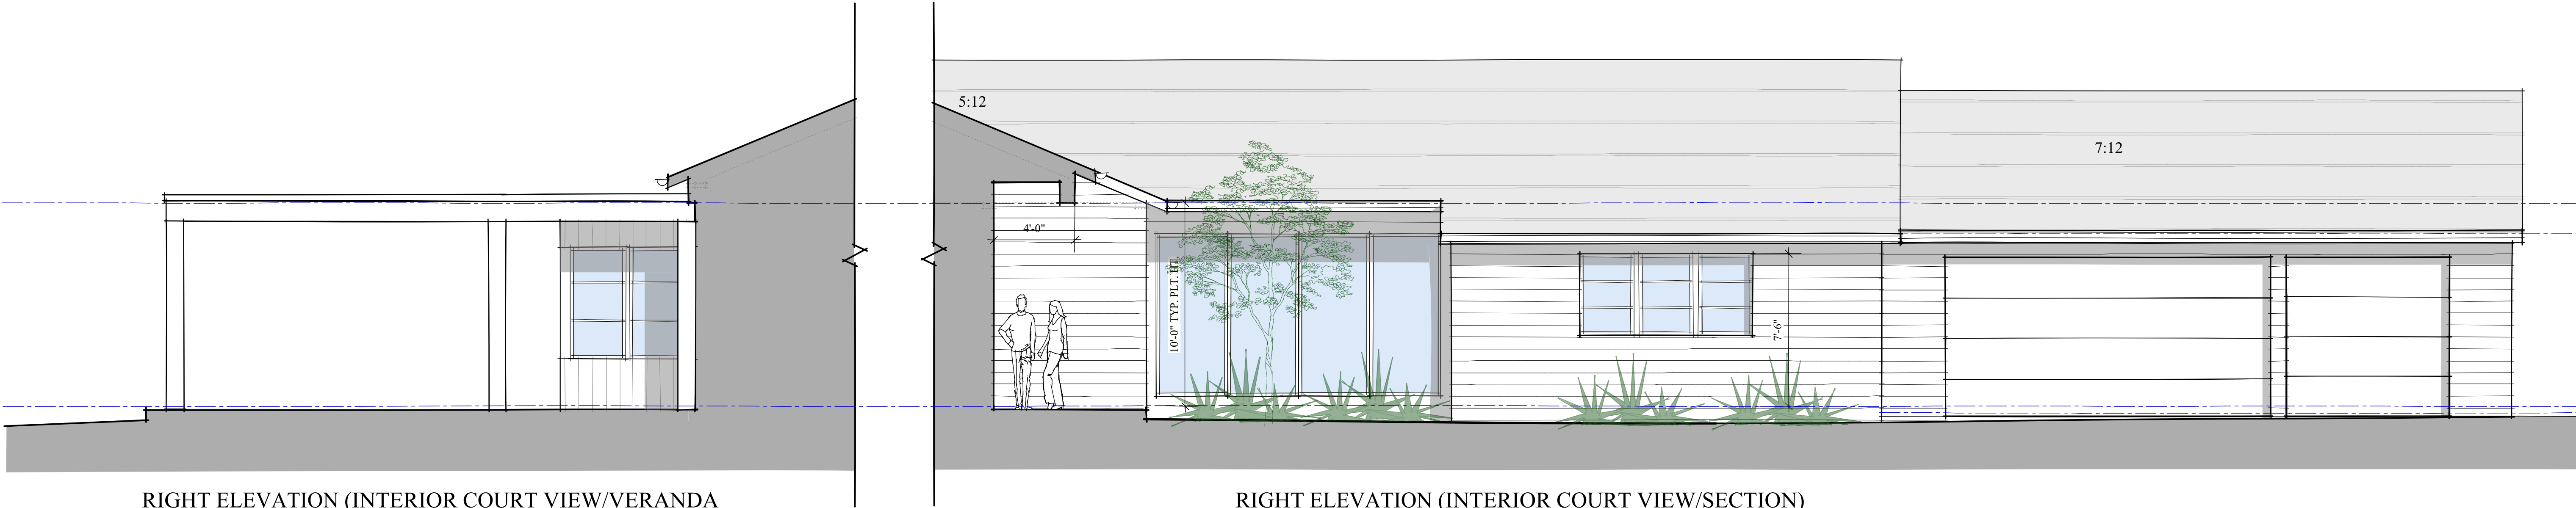 5:12
7:12
4'-0"
10'-0" TYP. PLT. HT.
7'-6"
RIGHT ELEVATION (INTERIOR COURT VIEW/VERANDA
RIGHT ELEVATION (INTERIOR COURT VIEW/SECTION)